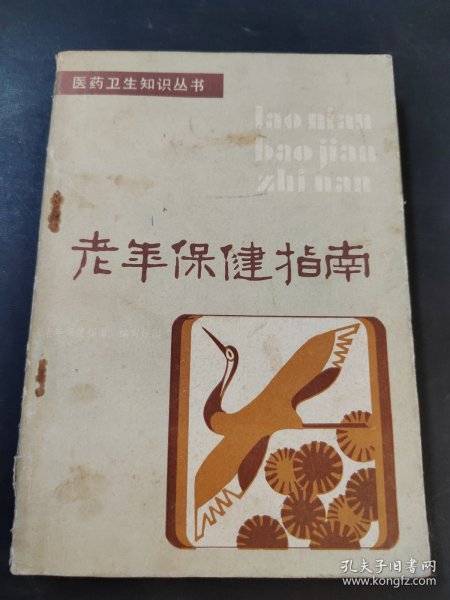 医药卫生知识丛书
lao nian
bao jian
zhi nan
老年保健指南
孔夫子旧书网
www.kongfz.com